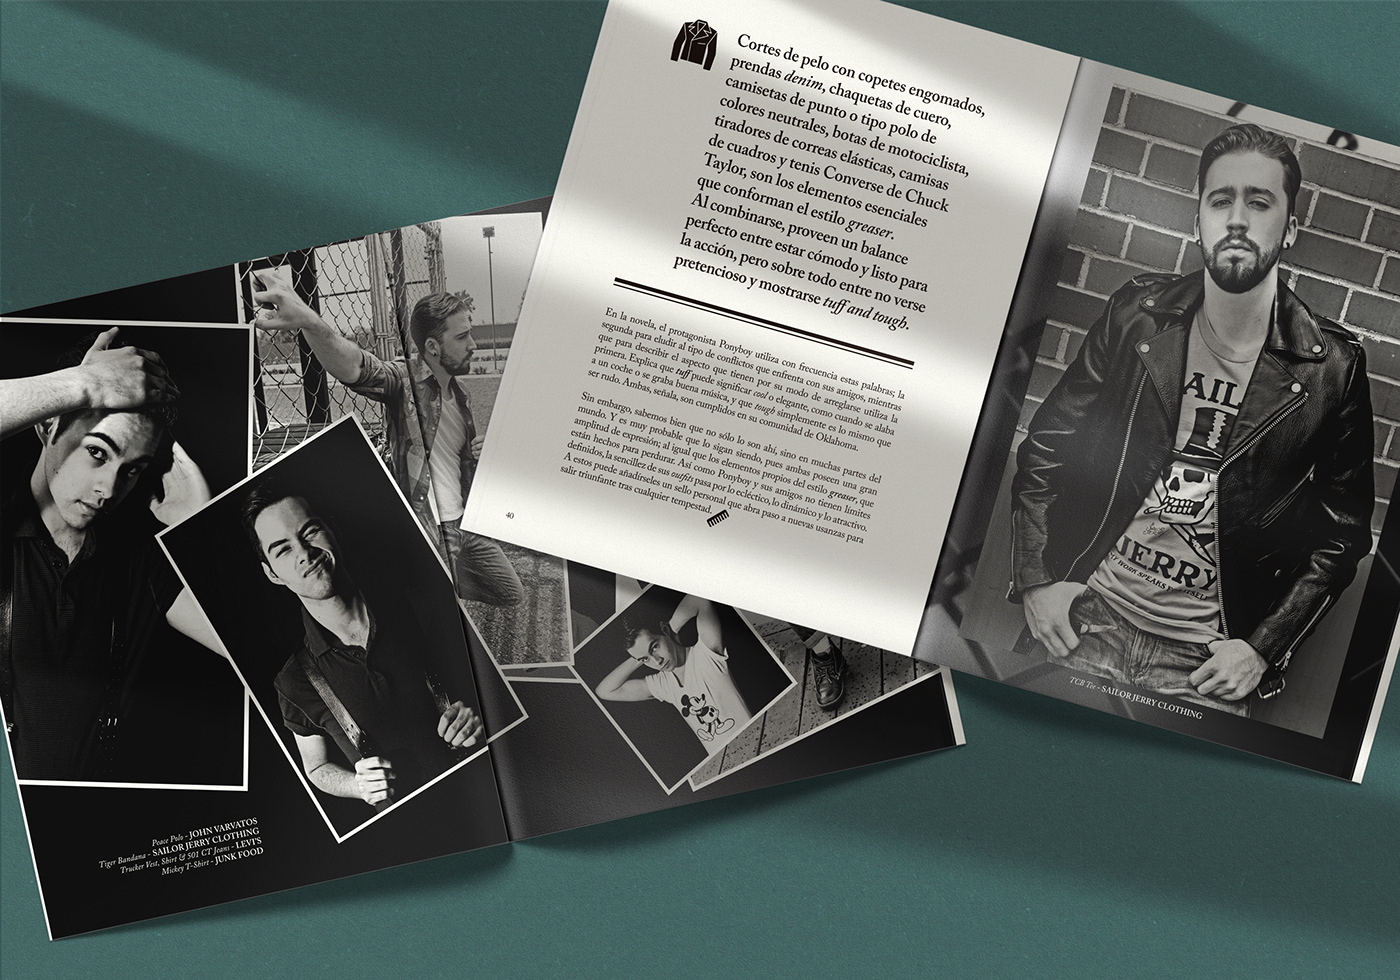 Cortes de pelo con copetes engomados,
prendas denim, chaquetas de cuero,
camisetas de punto o tipo polo de
colores neutrales, botas de motociclista,
tiradores de correas elásticas, camisas
de cuadros y tenis Converse de Chuck
Taylor, son los elementos esenciales
que conforman el estilo greaser.
Al combinarse, proveen un balance
perfecto entre estar cómodo y listo para
la acción, pero sobre todo entre no verse
pretencioso y mostrarse tuff and tough.
En la novela, el protagonista Ponyboy utiliza con frecuencia estas palabras; la
segunda para eludir al tipo de conflictos que enfrenta con sus amigos, mientras
que para describir el aspecto que tienen por su modo de arreglarse utiliza la
primera. Explica que tuff puede significar cool o elegante, como cuando se alaba
a un coche o se graba buena música, y que tough simplemente es lo mismo que
ser rudo. Ambas, señala, son cumplidos en su comunidad de Oklahoma.
Sin embargo, sabemos bien que no sólo lo son ahí, sino en muchas partes del
mundo. Y es muy probable que lo sigan siendo, pues ambas poseen una gran
amplitud de expresión; al igual que los elementos propios del estilo greaser, que
están hechos para perdurar. Así como Ponyboy y sus amigos no tienen límites
definidos, la sencillez de sus outfits pasa por lo ecléctico, lo dinámico y lo atractivo.
A estos puede añadírseles un sello personal que abra paso a nuevas usanzas para
salir triunfante tras cualquier tempestad.
40
AIL
JERRY
MY WORK SPEAKS FOR ITSELF
TCB Tee - SAILOR JERRY CLOTHING
Peace Polo - JOHN VARVATOS
Tiger Bandana - SAILOR JERRY CLOTHING
Trucker Vest, Shirt & 501 CT Jeans - LEVI'S
Mickey T-Shirt - JUNK FOOD